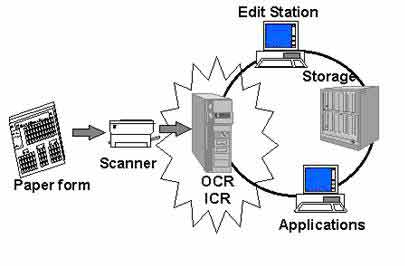 Edit Station
Storage
Paper form
Scanner
OCR
ICR
Applications